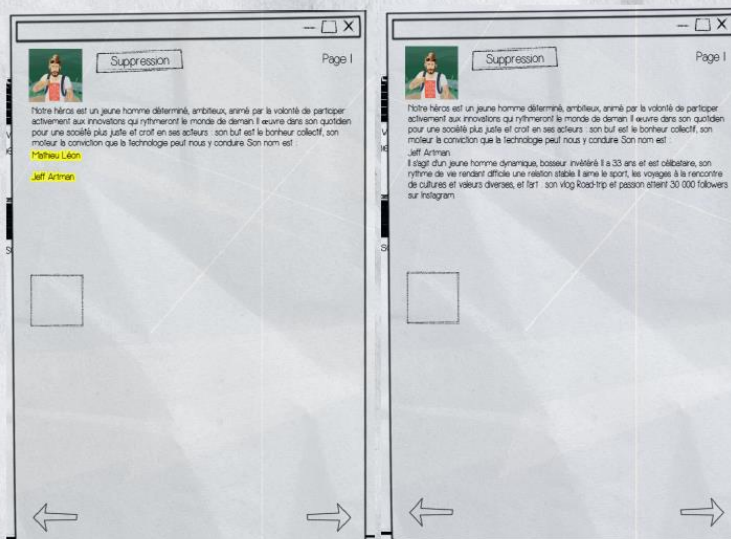 Suppression
Page 1
Notre héros est un jeune homme déterminé, ambitieux, animé par la volonté de participer
activement aux innovations qui rythmeront le monde de demain Il œuvre dans son quotidien
pour une société plus juste et croit en ses acteurs : son but est le bonheur collectif, son
moteur la conviction que la technologie peut nous y conduire Son nom est :
Mathieu Léon
Jeff Artman
Suppression
Page 1
Notre héros est un jeune homme déterminé, ambitieux, animé par la volonté de participer
activement aux innovations qui rythmeront le monde de demain Il œuvre dans son quotidien
pour une société plus juste et croit en ses acteurs : son but est le bonheur collectif, son
moteur la conviction que la technologie peut nous y conduire Son nom est :
Jeff Artman
Il s'agit d'un jeune homme dynamique, bosseur invétéré Il a 33 ans et est célibataire, son
rythme de vie rendant difficile une relation stable Il aime le sport, les voyages à la rencontre
de cultures et valeurs diverses, et l'art : son vlog Road-trip et passion atteint 30 000 followers
sur Instagram